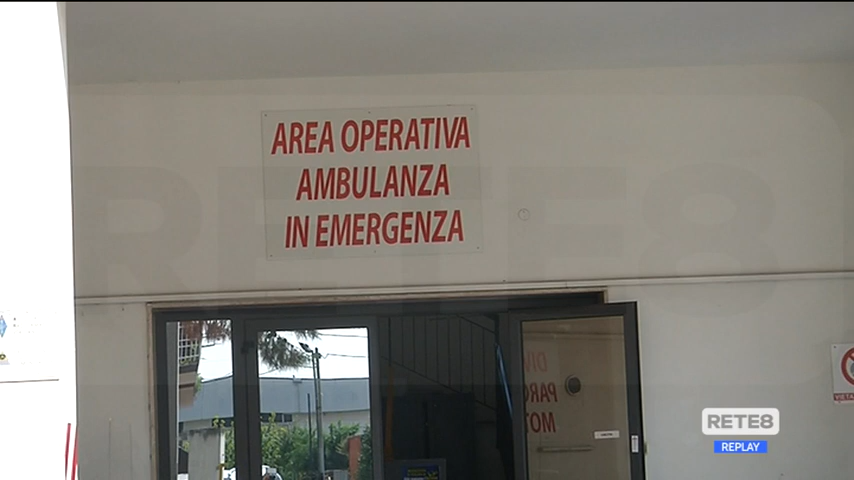 AREA OPERATIVA
AMBULANZA
IN EMERGENZA
RETE8
REPLAY